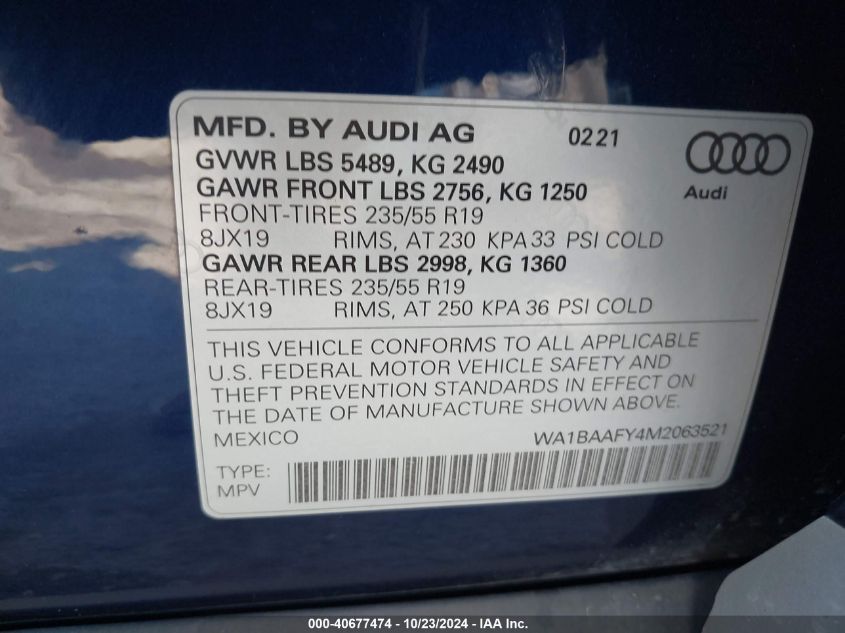 MFD. BY AUDI AG 0221
GVWR LBS 5489, KG 2490
GAWR FRONT LBS 2756, KG 1250
Audi
FRONT-TIRES 235/55 R19
8JX19 RIMS, AT 230 KPA 33 PSI COLD
GAWR REAR LBS 2998, KG 1360
REAR-TIRES 235/55 R19
8JX19 RIMS, AT 250 KPA 36 PSI COLD
THIS VEHICLE CONFORMS TO ALL APPLICABLE
U.S. FEDERAL MOTOR VEHICLE SAFETY AND
THEFT PREVENTION STANDARDS IN EFFECT ON
THE DATE OF MANUFACTURE SHOWN ABOVE.
MEXICO WA1BAAFY4M2063521
TYPE:
MPV
000-40677474 - 10/23/2024 - IAA Inc.